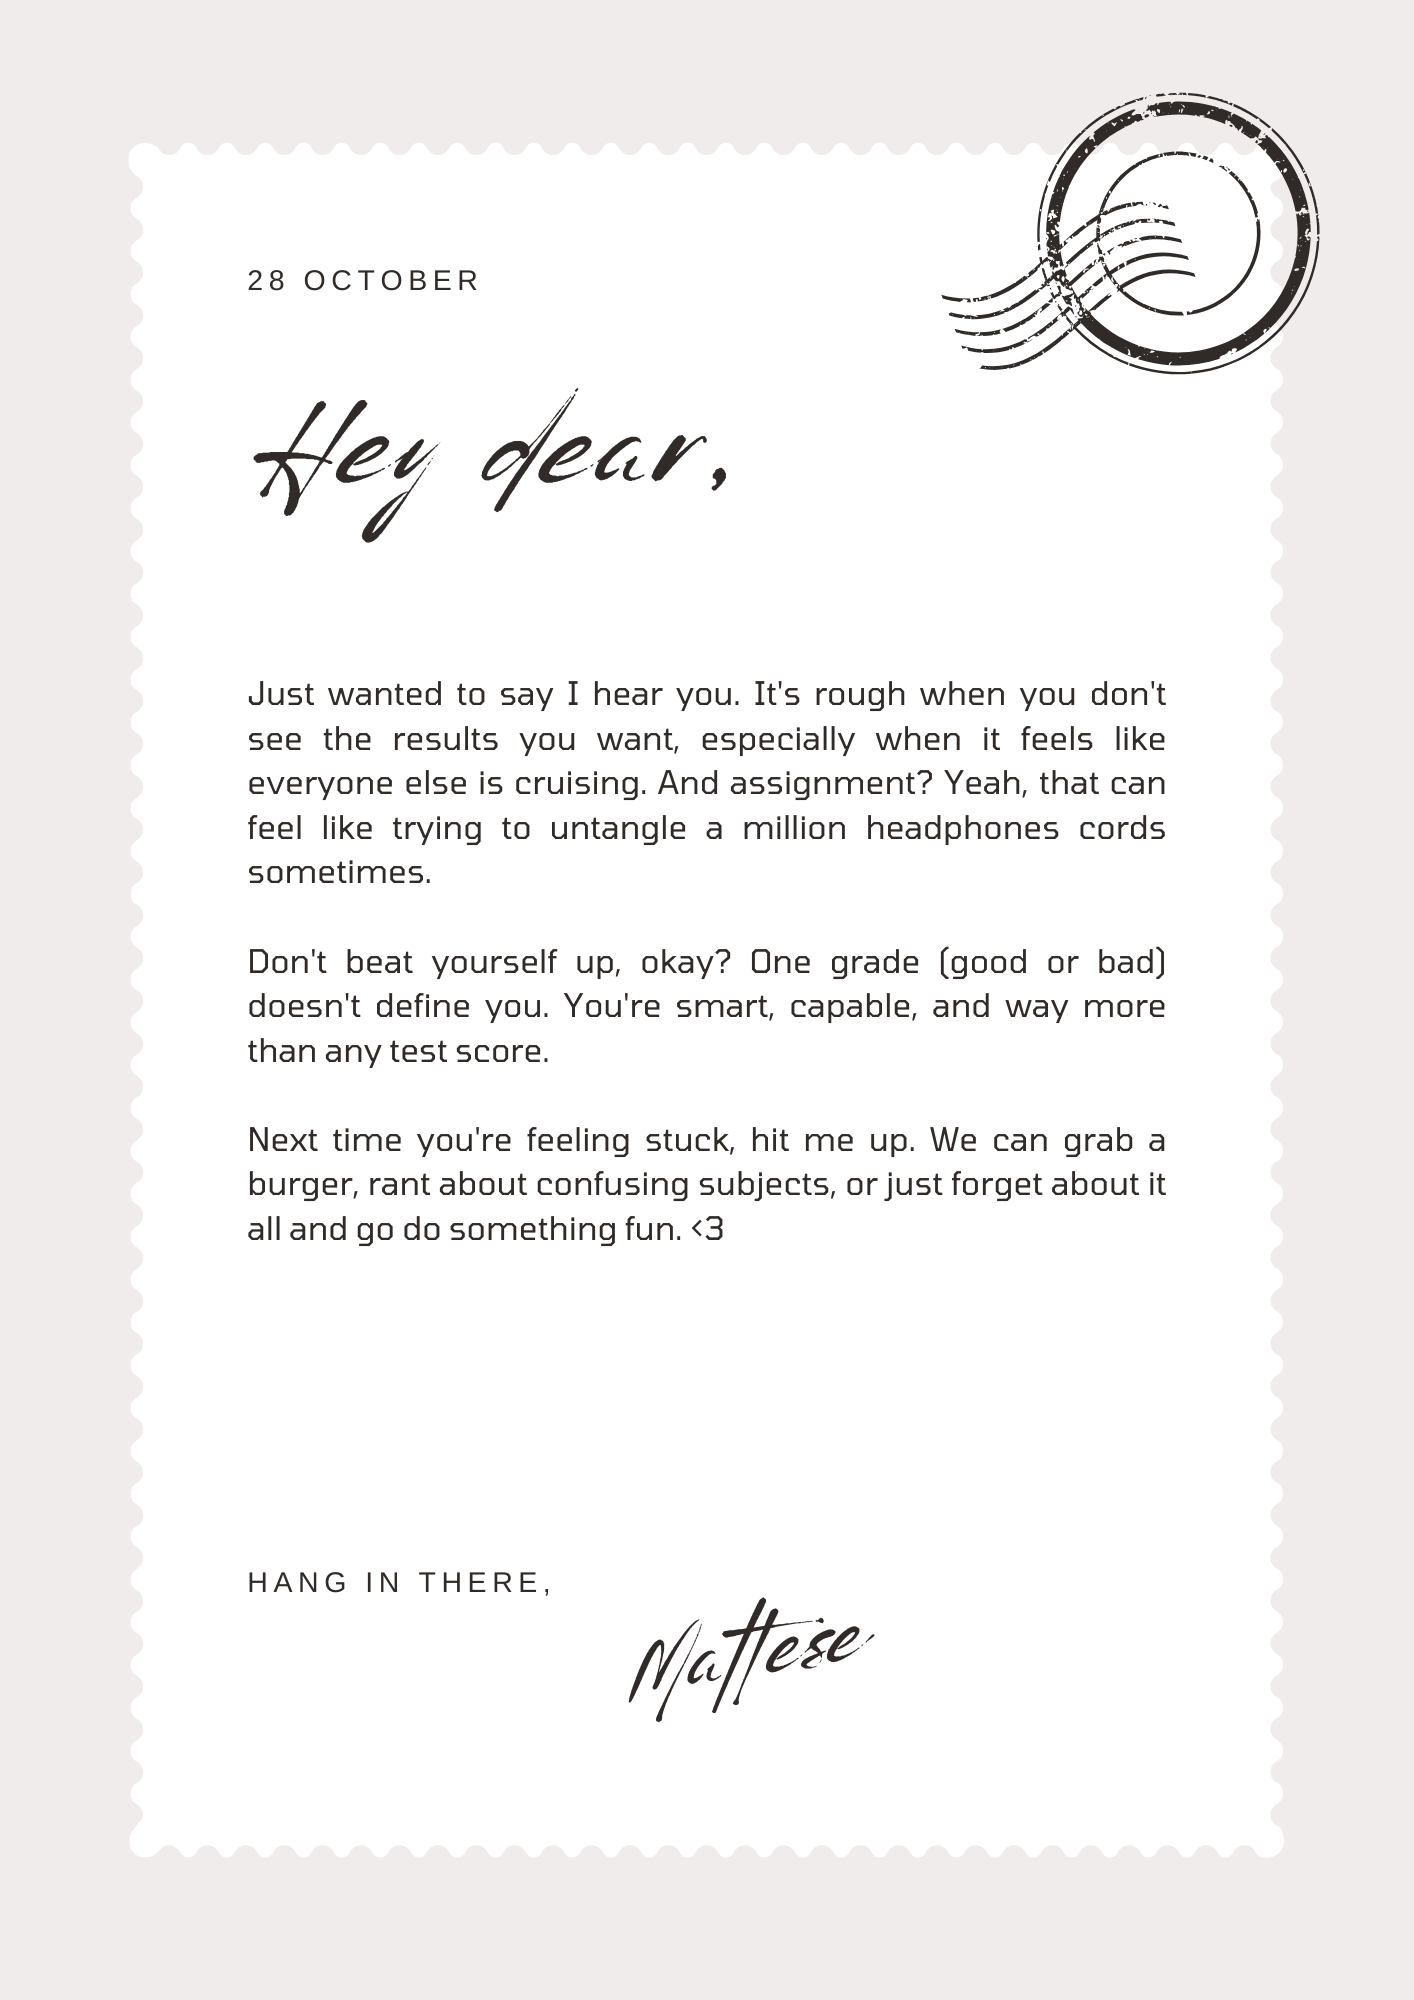 28 OCTOBER
Hey dear,
Just wanted to say I hear you. It's rough when you don't
see the results you want, especially when it feels like
everyone else is cruising. And assignment? Yeah, that can
feel like trying to untangle a million headphones cords
sometimes.
Don't beat yourself up, okay? One grade (good or bad)
doesn't define you. You're smart, capable, and way more
than any test score.
Next time you're feeling stuck, hit me up. We can grab a
burger, rant about confusing subjects, or just forget about it
all and go do something fun. <3
HANG IN THERE,
Mattese